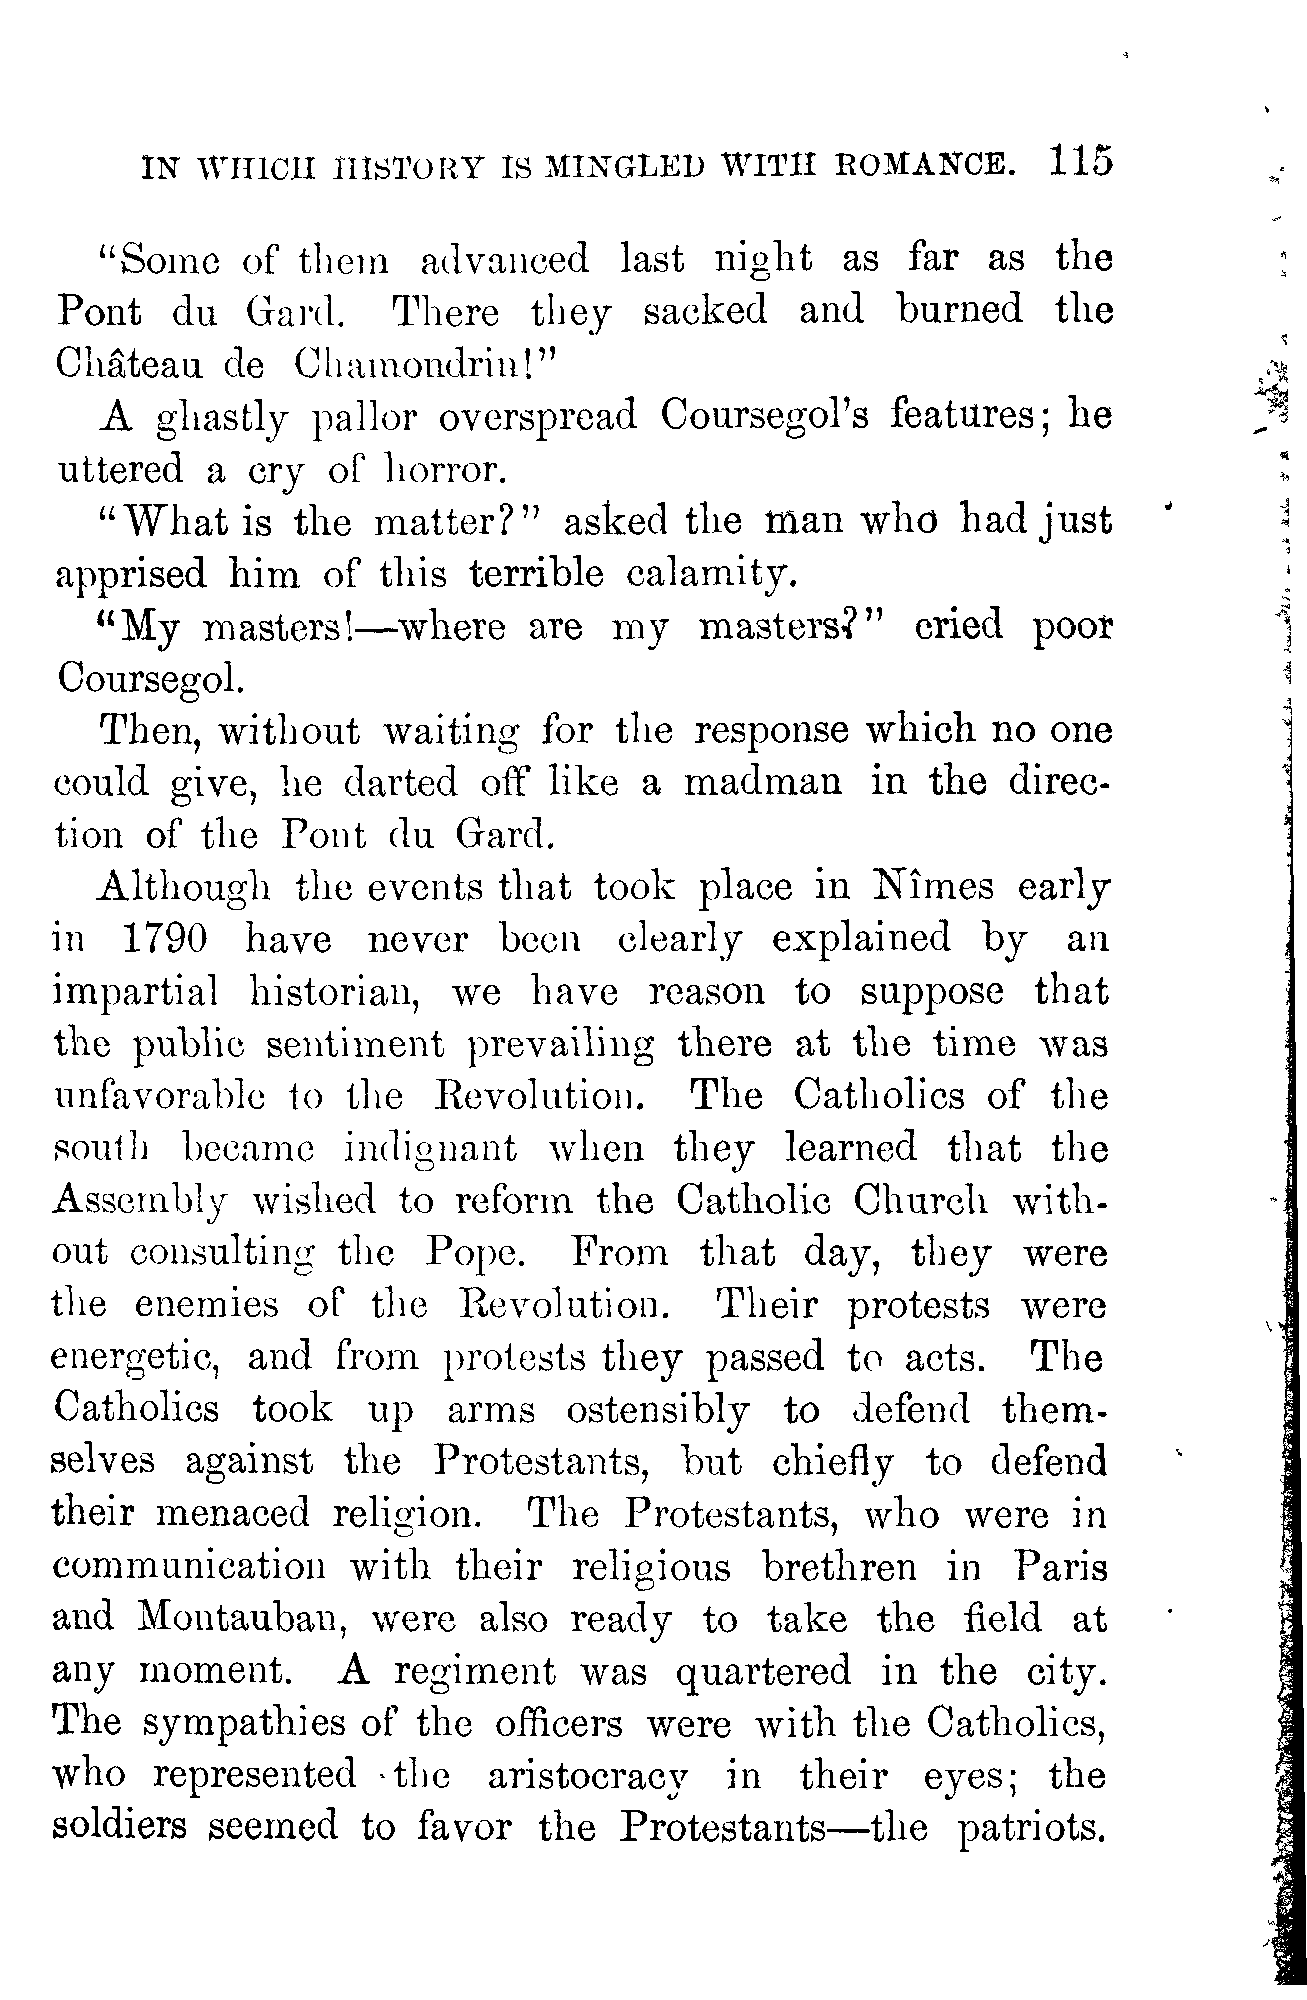 IN WHICH HISTORY IS MINGLED WITH ROMANCE. 115
"Some of them advanced last night as far as the
Pont du Gard. There they sacked and burned the
Château de Chamondrin!"
A ghastly pallor overspread Coursegol's features; he
uttered a cry of horror.
"What is the matter?" asked the man who had just
apprised him of this terrible calamity.
"My masters!—where are my masters?" cried poor
Coursegol.
Then, without waiting for the response which no one
could give, he darted off like a madman in the direc-
tion of the Pont du Gard.
Although the events that took place in Nîmes early
in 1790 have never been clearly explained by an
impartial historian, we have reason to suppose that
the public sentiment prevailing there at the time was
unfavorable to the Revolution. The Catholics of the
south became indignant when they learned that the
Assembly wished to reform the Catholic Church with-
out consulting the Pope. From that day, they were
the enemies of the Revolution. Their protests were
energetic, and from protests they passed to acts. The
Catholics took up arms ostensibly to defend them-
selves against the Protestants, but chiefly to defend
their menaced religion. The Protestants, who were in
communication with their religious brethren in Paris
and Montauban, were also ready to take the field at
any moment. A regiment was quartered in the city.
The sympathies of the officers were with the Catholics,
who represented the aristocracy in their eyes; the
soldiers seemed to favor the Protestants—the patriots.